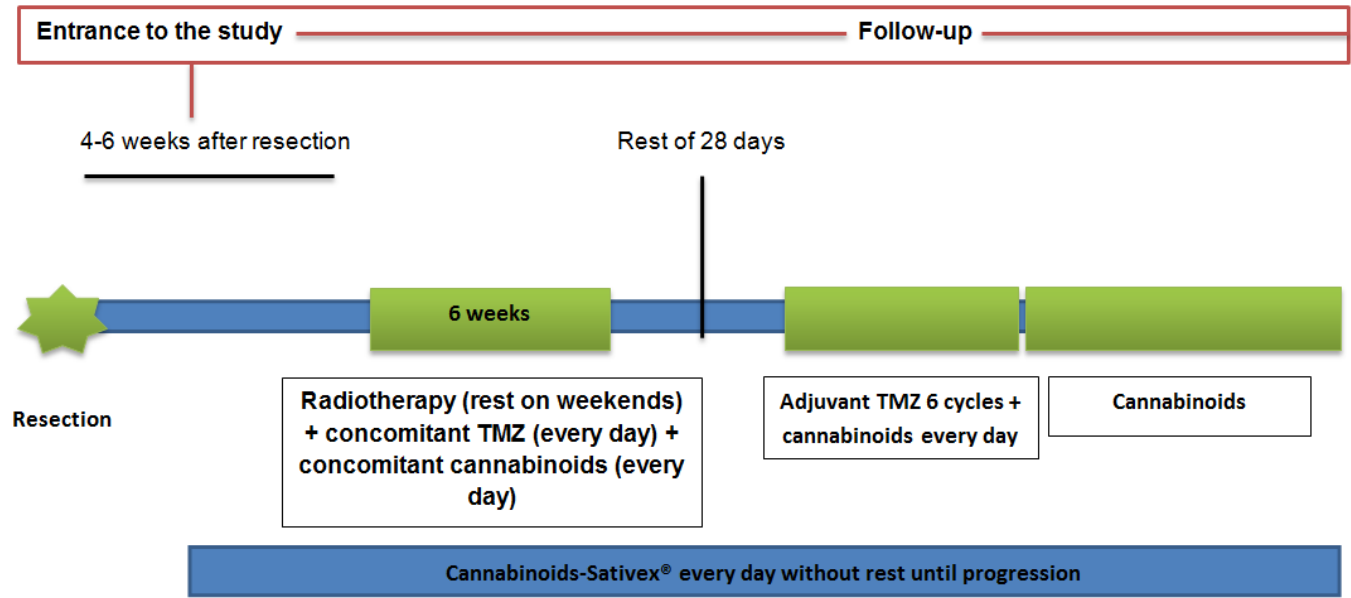 Entrance to the study Follow-up
4-6 weeks after resection
Rest of 28 days
6 weeks
Resection
Radiotherapy (rest on weekends)
+ concomitant TMZ (every day) +
concomitant cannabinoids (every
day)
Adjuvant TMZ 6 cycles +
cannabinoids every day
Cannabinoids
Cannabinoids-Sativex® every day without rest until progression